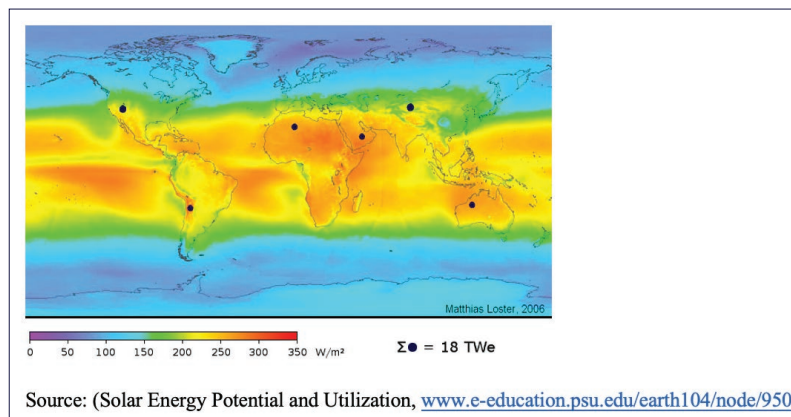 Matthias Loster, 2006
0 50 100 150 200 250 300 350 W/m² Σ● = 18 TWe
Source: (Solar Energy Potential and Utilization, www.e-education.psu.edu/earth104/node/950